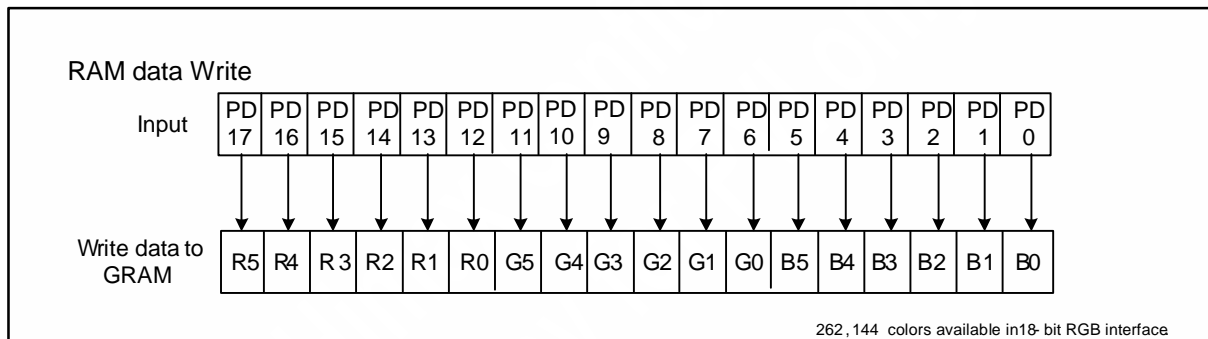 RAM data Write
Input
PD PD PD PD PD PD PD PD PD PD PD PD PD PD PD PD PD PD
17 16 15 14 13 12 11 10 9 8 7 6 5 4 3 2 1 0
Write data to
GRAM
R5 R4 R3 R2 R1 R0 G5 G4 G3 G2 G1 G0 B5 B4 B3 B2 B1 B0
262,144 colors available in18- bit RGB interface.